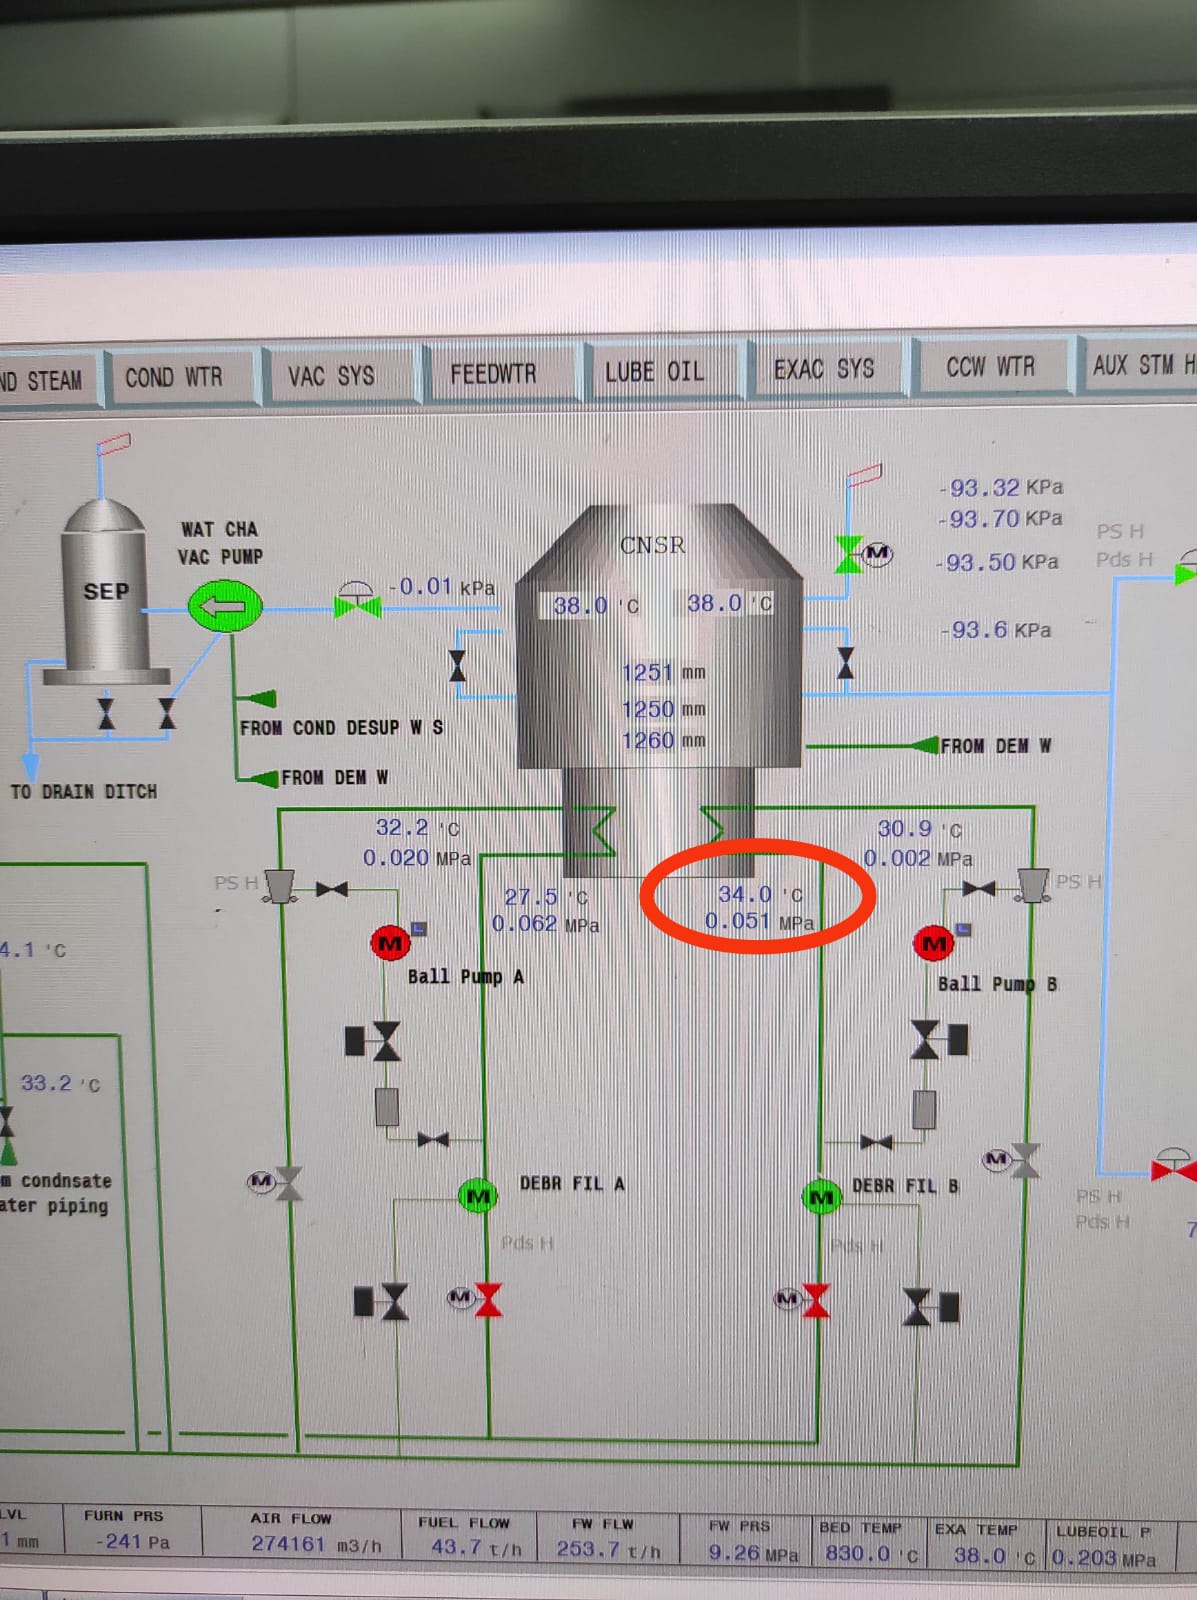 ND STEAM
COND WTR
VAC SYS
FEEDWTR
LUBE OIL
EXAC SYS
CCW WTR
AUX STM H
WAT CHA
VAC PUMP
SEP
-0.01 kPa
CNSR
38.0 'C
38.0 'C
-93.32 KPa
-93.70 KPa
-93.50 KPa
-93.6 KPa
PS H
Pds H
1251 mm
1250 mm
1260 mm
FROM COND DESUP W S
FROM DEM W
FROM DEM W
TO DRAIN DITCH
32.2 'C
0.020 MPa
30.9 'C
0.002 MPa
PS H
27.5 'C
0.062 MPa
34.0 'C
0.051 MPa
PS H
4.1 'C
M
L
Ball Pump A
M
L
Ball Pump B
33.2 'C
m condnsate
ater piping
M
M
M
DEBR FIL A
M
DEBR FIL B
M
Pds H
Pds H
PS H
Pds H
7
M
M
LVL
1 mm
FURN PRS
-241 Pa
AIR FLOW
274161 m3/h
FUEL FLOW
43.7 t/h
FW FLW
253.7 t/h
FW PRS
9.26 MPa
BED TEMP
830.0 'C
EXA TEMP
38.0 'C
LUBEOIL P
0.203 MPa